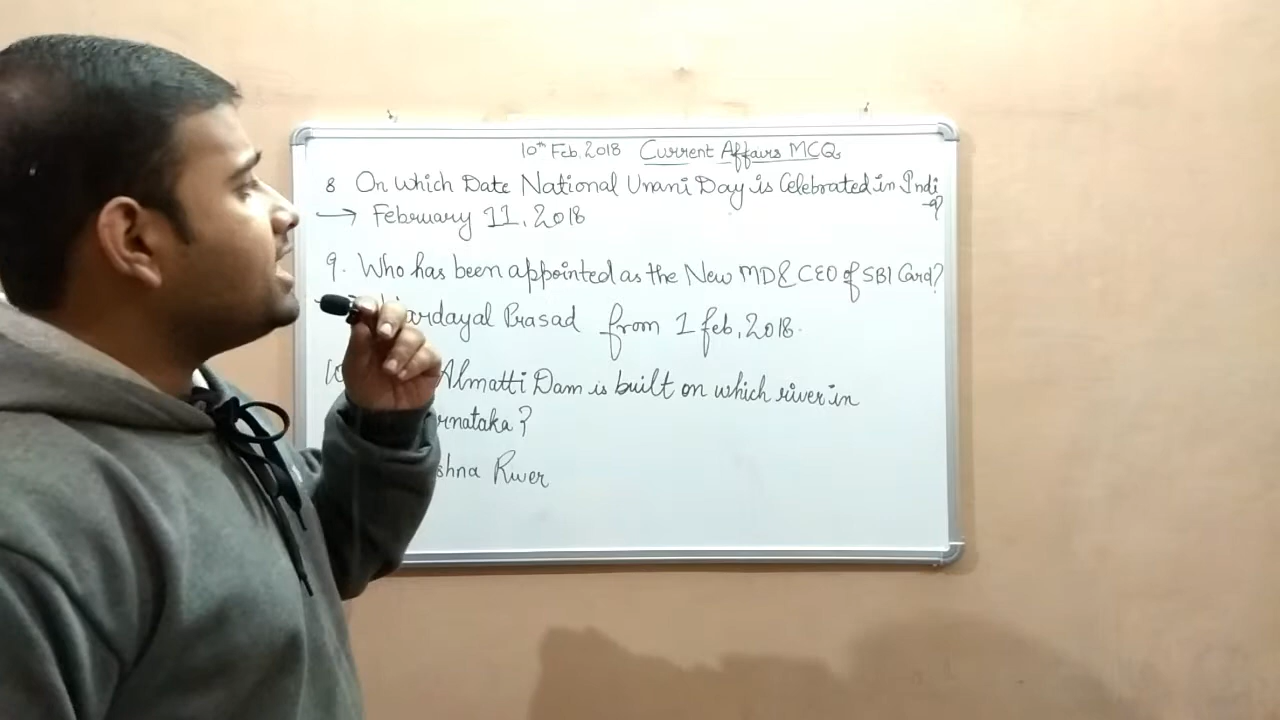 10th Feb, 2018 Current Affairs MCQ
8 On Which Date National Unani Day is Celebrated in Indi
?
→ February 11, 2018
9. Who has been appointed as the New MD & CEO of SBI Card?
ardayal Prasad from 1 feb, 2018.
10 Almatti Dam is built on which river in
rnataka?
shna River